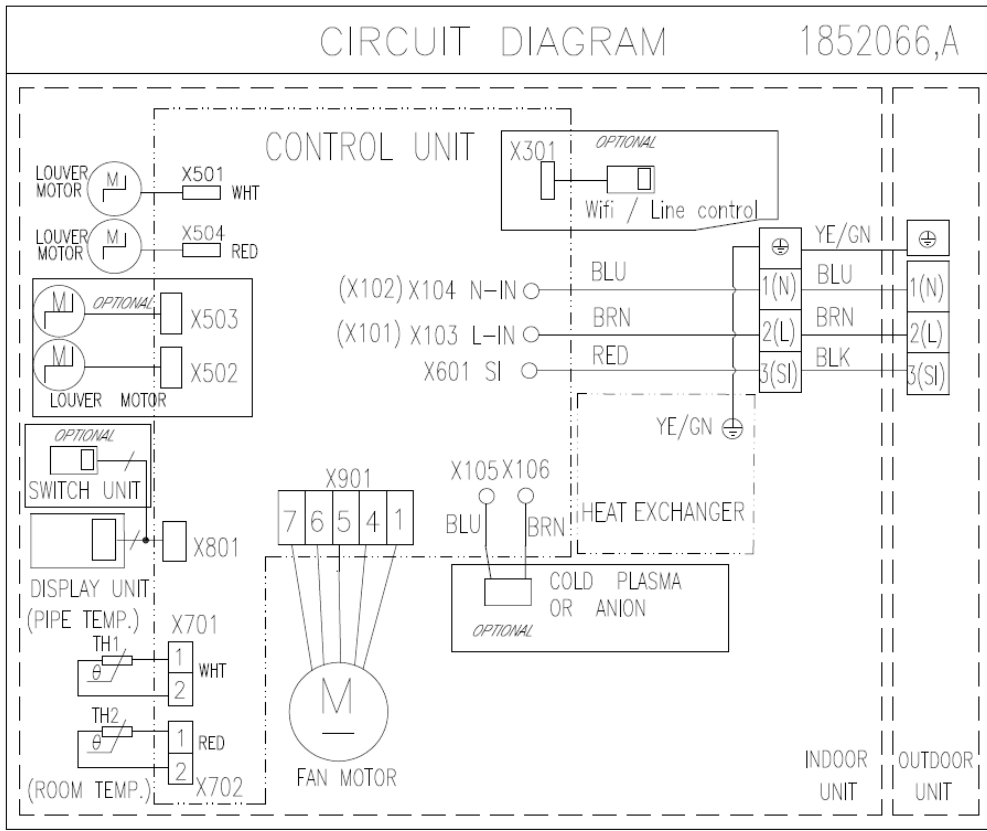 CIRCUIT DIAGRAM
1852066,A
CONTROL UNIT
LOUVER
MOTOR
M
X501
WHT
LOUVER
MOTOR
M
X504
RED
M
OPTIONAL
X503
M
X502
LOUVER MOTOR
OPTIONAL
SWITCH UNIT
DISPLAY UNIT
X801
(PIPE TEMP.)
TH1
θ
X701
1
2
WHT
TH2
θ
1
2
RED
X702
(ROOM TEMP.)
X901
7 6 5 4 1
M
FAN MOTOR
X301
OPTIONAL
Wifi / Line control
(X102) X104 N-IN
BLU
1(N)
BLU
1(N)
(X101) X103 L-IN
BRN
2(L)
BRN
2(L)
X601 SI
RED
3(SI)
BLK
3(SI)
YE/GN
YE/GN
HEAT EXCHANGER
X105 X106
BLU
BRN
COLD PLASMA
OR ANION
OPTIONAL
INDOOR
UNIT
OUTDOOR
UNIT